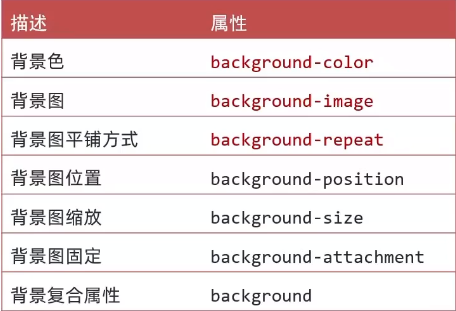 描述 属性
背景色 background-color
背景图 background-image
背景图平铺方式 background-repeat
背景图位置 background-position
背景图缩放 background-size
背景图固定 background-attachment
背景复合属性 background